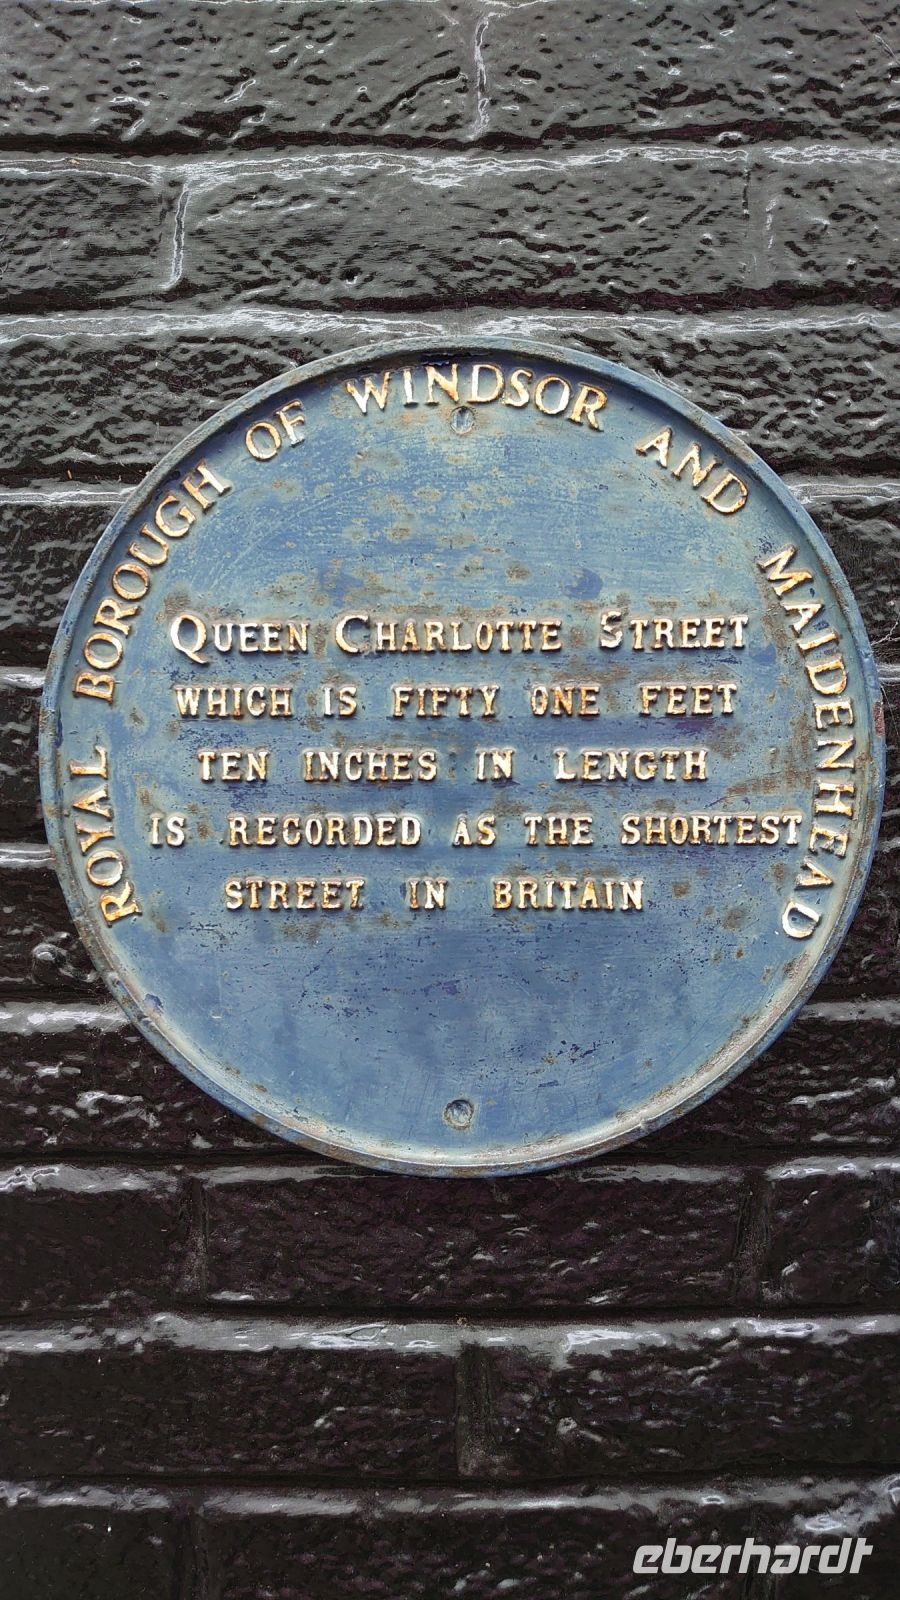 ROYAL BOROUGH OF WINDSOR AND MAIDENHEAD
QUEEN CHARLOTTE STREET
WHICH IS FIFTY ONE FEET
TEN INCHES IN LENGTH
IS RECORDED AS THE SHORTEST
STREET IN BRITAIN
eberhardt